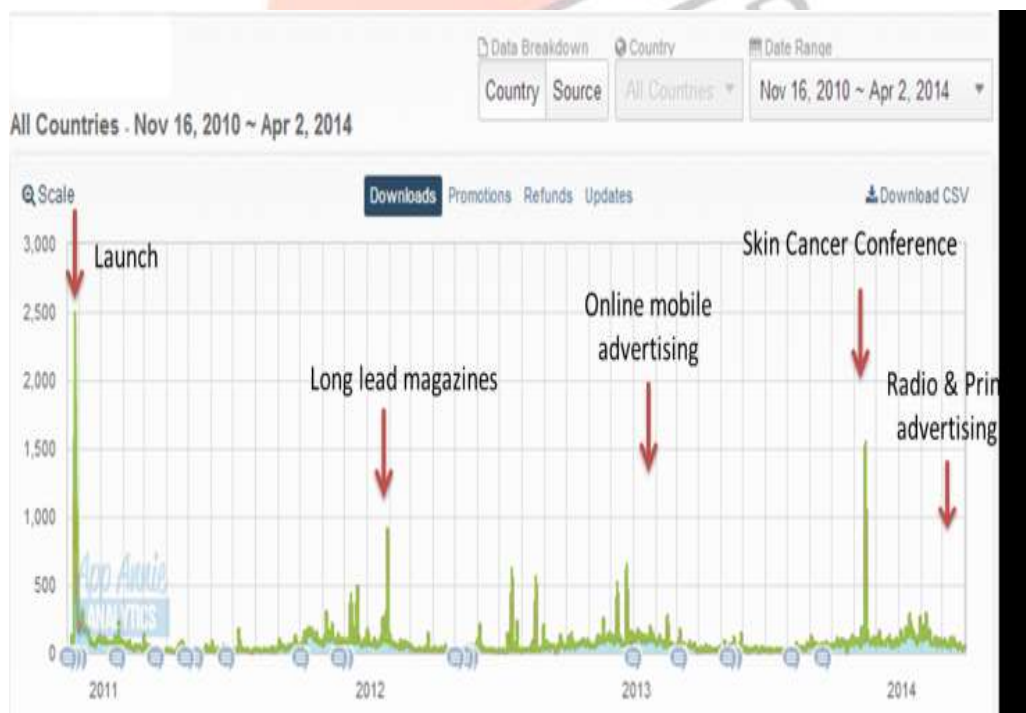 Data Breakdown
Country
Date Range
Country Source
All Countries
Nov 16, 2010 ~ Apr 2, 2014
All Countries - Nov 16, 2010 ~ Apr 2, 2014
Scale
Downloads Promotions Refunds Updates
Download CSV
3,000
2,500
2,000
1,500
1,000
500
0
Launch
Long lead magazines
Online mobile
advertising
Skin Cancer Conference
Radio & Prin
advertising
App Annie
ANALYTICS
2011
2012
2013
2014